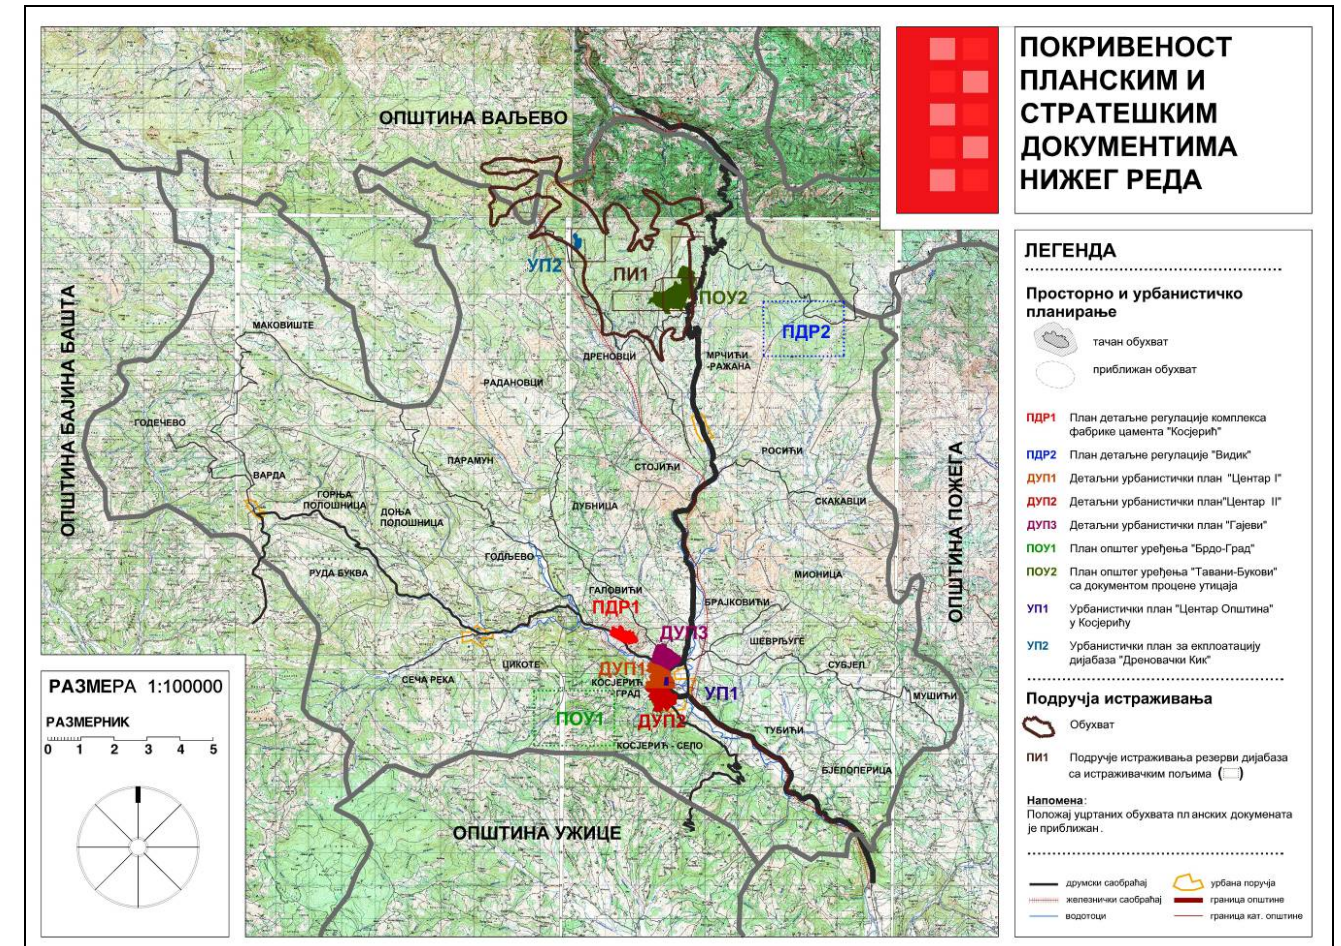 ПОКРИВЕНОСТ
ПЛАНСКИМ И
СТРАТЕШКИМ
ДОКУМЕНТИМА
НИЖЕГ РЕДА
ОПШТИНА ВАЉЕВО
УП2
ПИ1
ПОУ2
ПДР2
МАКОВИШТЕ
ДРЕНОВЦИ
МРЧИЋИ
-РАЖАНА
РАДАНОВЦИ
ОПШТИНА БАЈИНА БАШТА
ГОДЕЧЕВО
ПАРАМУН
СТОЈИЋИ
РОСИЋИ
ВАРДА
ГОРЊА
ПОЛОШНИЦА
ДОЊА
ПОЛОШНИЦА
ДУБНИЦА
СКАКАВЦИ
ОПШТИНА ПОЖЕГА
ГОДЉЕВО
РУДА БУКВА
МИОНИЦА
ГАЛОВИЋИ
БРАЈКОВИЋИ
ПДР1
ДУП3
ШЕВРЉУГЕ
ЦИКОТЕ
ДУП1
СУБЈЕЛ
СЕЧА РЕКА
КОСЈЕРИЋ
-ГРАД
УП1
МУШИЋИ
ПОУ1
ДУП2
ТУБИЋИ
КОСЈЕРИЋ - СЕЛО
БЈЕЛОПЕРИЦА
ОПШТИНА УЖИЦЕ
РАЗМЕРА 1:100000
РАЗМЕРНИК
0 1 2 3 4 5
ЛЕГЕНДА
Просторно и урбанистичко
планирање
тачан обухват
приближан обухват
ПДР1 План детаљне регулације комплекса
фабрике цамента "Косјерић"
ПДР2 План детаљне регулације "Видик"
ДУП1 Детаљни урбанистички план "Центар I"
ДУП2 Детаљни урбанистички план"Центар II"
ДУП3 Детаљни урбанистички план "Гајеви"
ПОУ1 План општег уређења "Брдо-Град"
ПОУ2 План општег уређења "Тавани-Букови"
са документом процене утицаја
УП1 Урбанистички план "Центар Општина"
у Косјерићу
УП2 Урбанистички план за експлоатацију
дијабаза "Дреновачки Кик"
Подручја истраживања
Обухват
ПИ1 Подручје истраживања резерви дијабаза
са истраживачким пољима ( )
Напомена:
Положај уцртаних обухвата планских докумената
је приближан.
друмски саобраћај
урбана поручја
железнички саобраћај
граница општине
водотоци
граница кат. општине